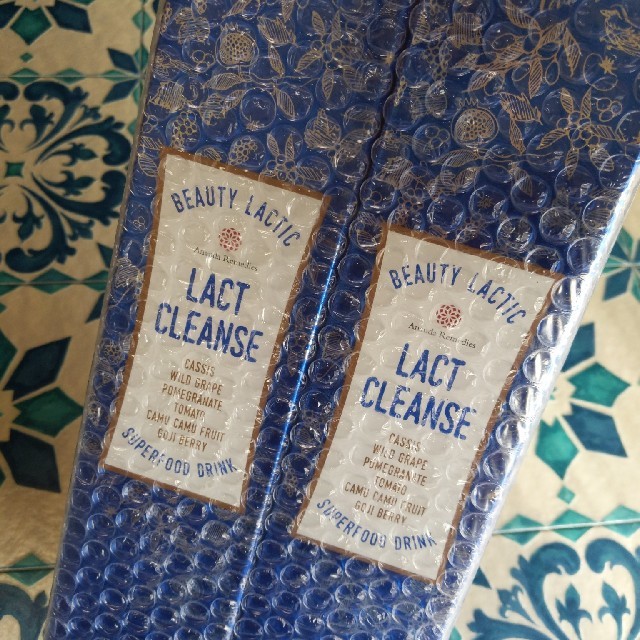 BEAUTY LACTIC
LACT
CLEANSE
CASSIS
WILD GRAPE
POMEGRANATE
TOMATO
CAMU CAMU FRUIT
GOJI BERRY
SUPERFOOD DRINK
BEAUTY LACTIC
Remedies
LACT
CLEANSE
CASSIS
WILD GRAPE
POMEGRANATE
TOMATO
CAMU CAMU FRUIT
GOJI BERRY
SUPERFOOD DRINK